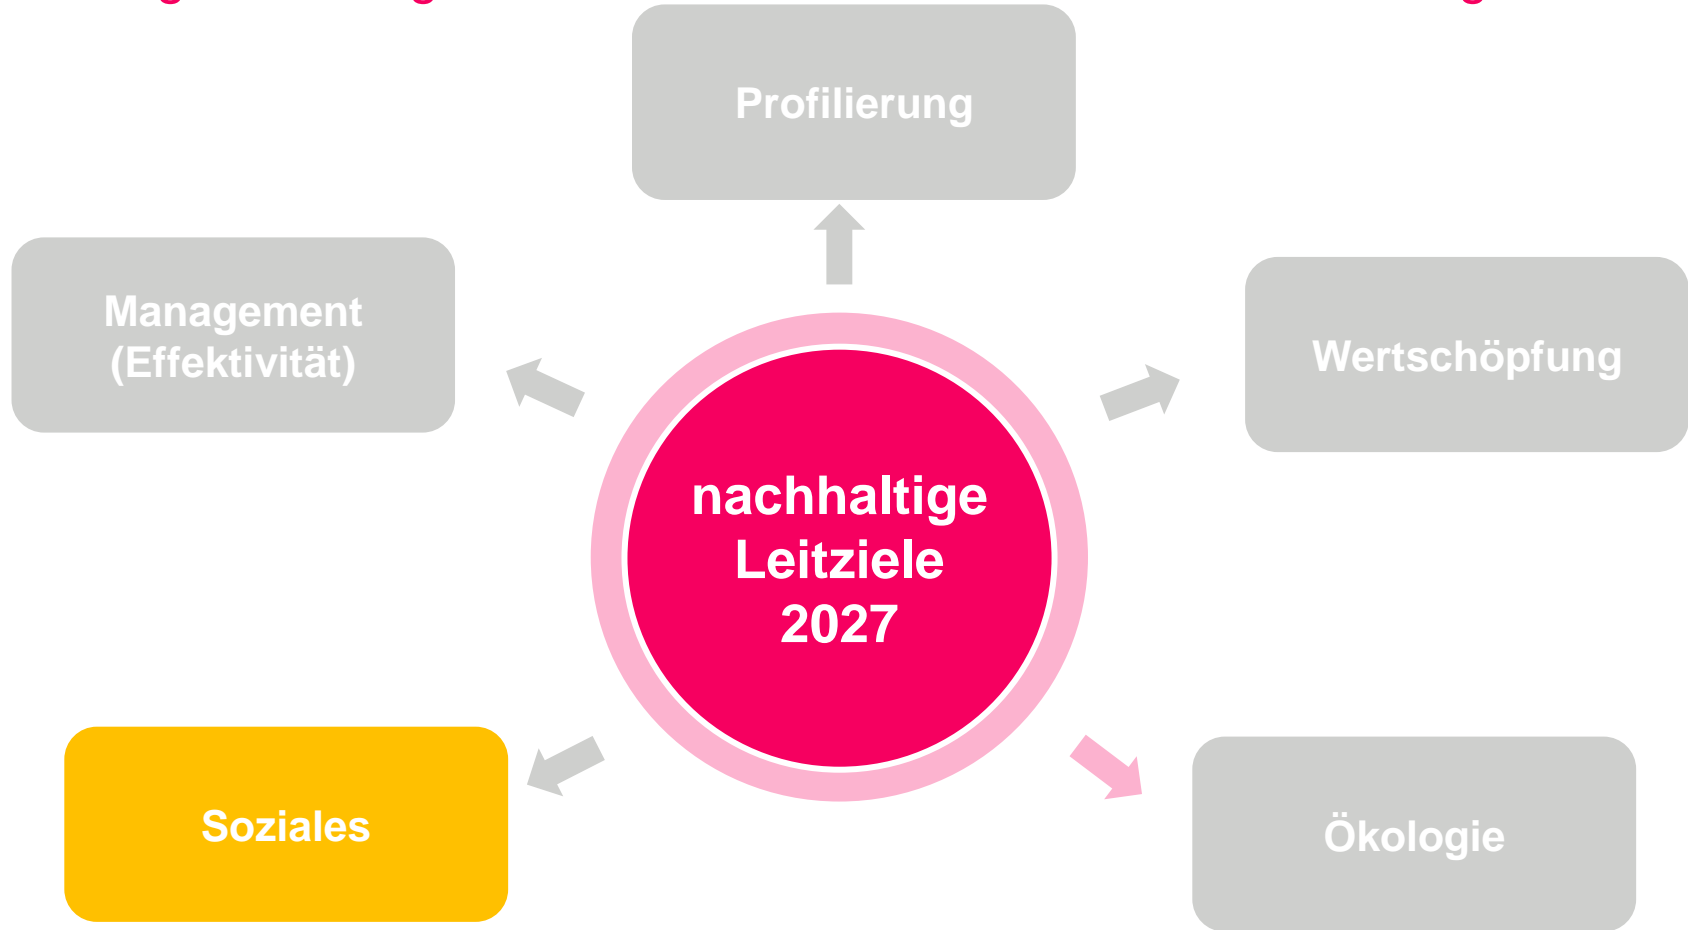 Profilierung
Management
(Effektivität)
Wertschöpfung
nachhaltige
Leitziele
2027
Soziales
Ökologie